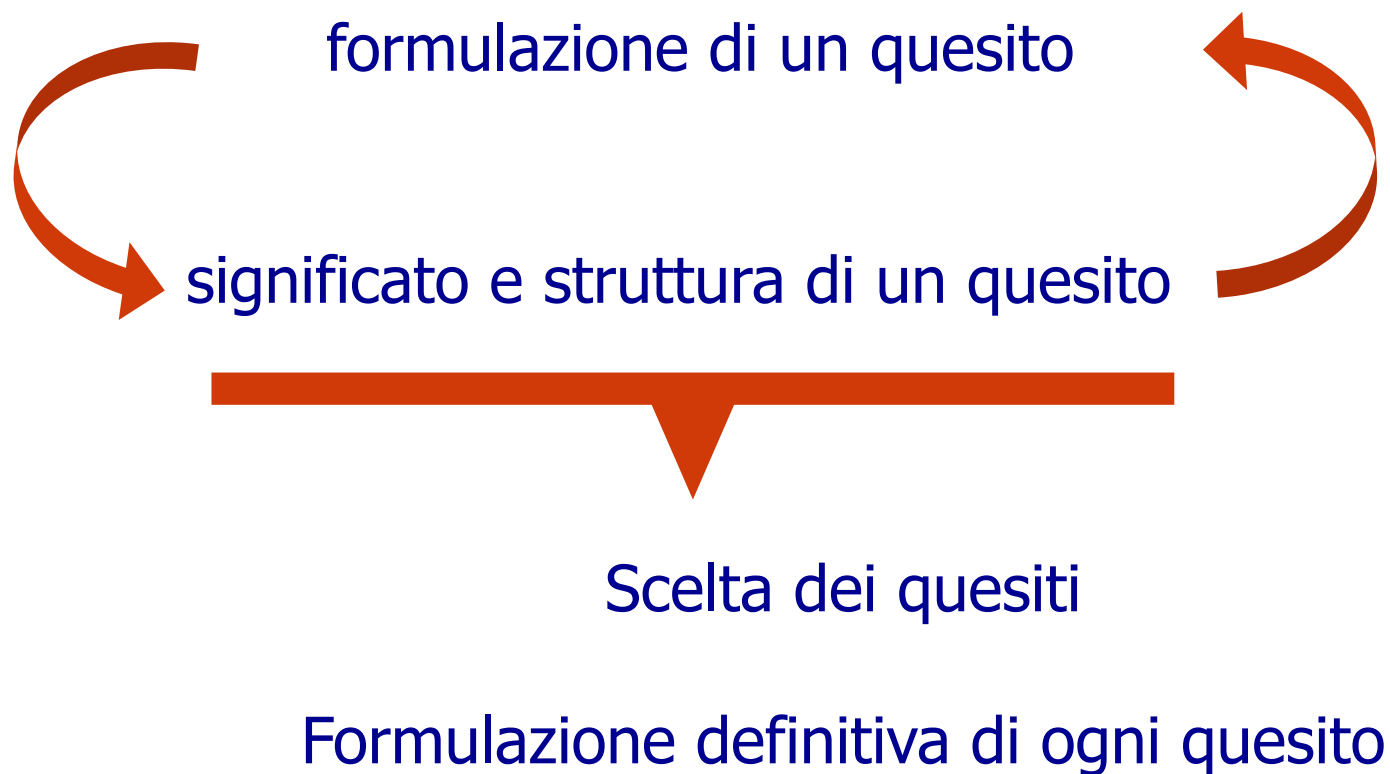 formulazione di un quesito
significato e struttura di un quesito
Scelta dei quesiti
Formulazione definitiva di ogni quesito